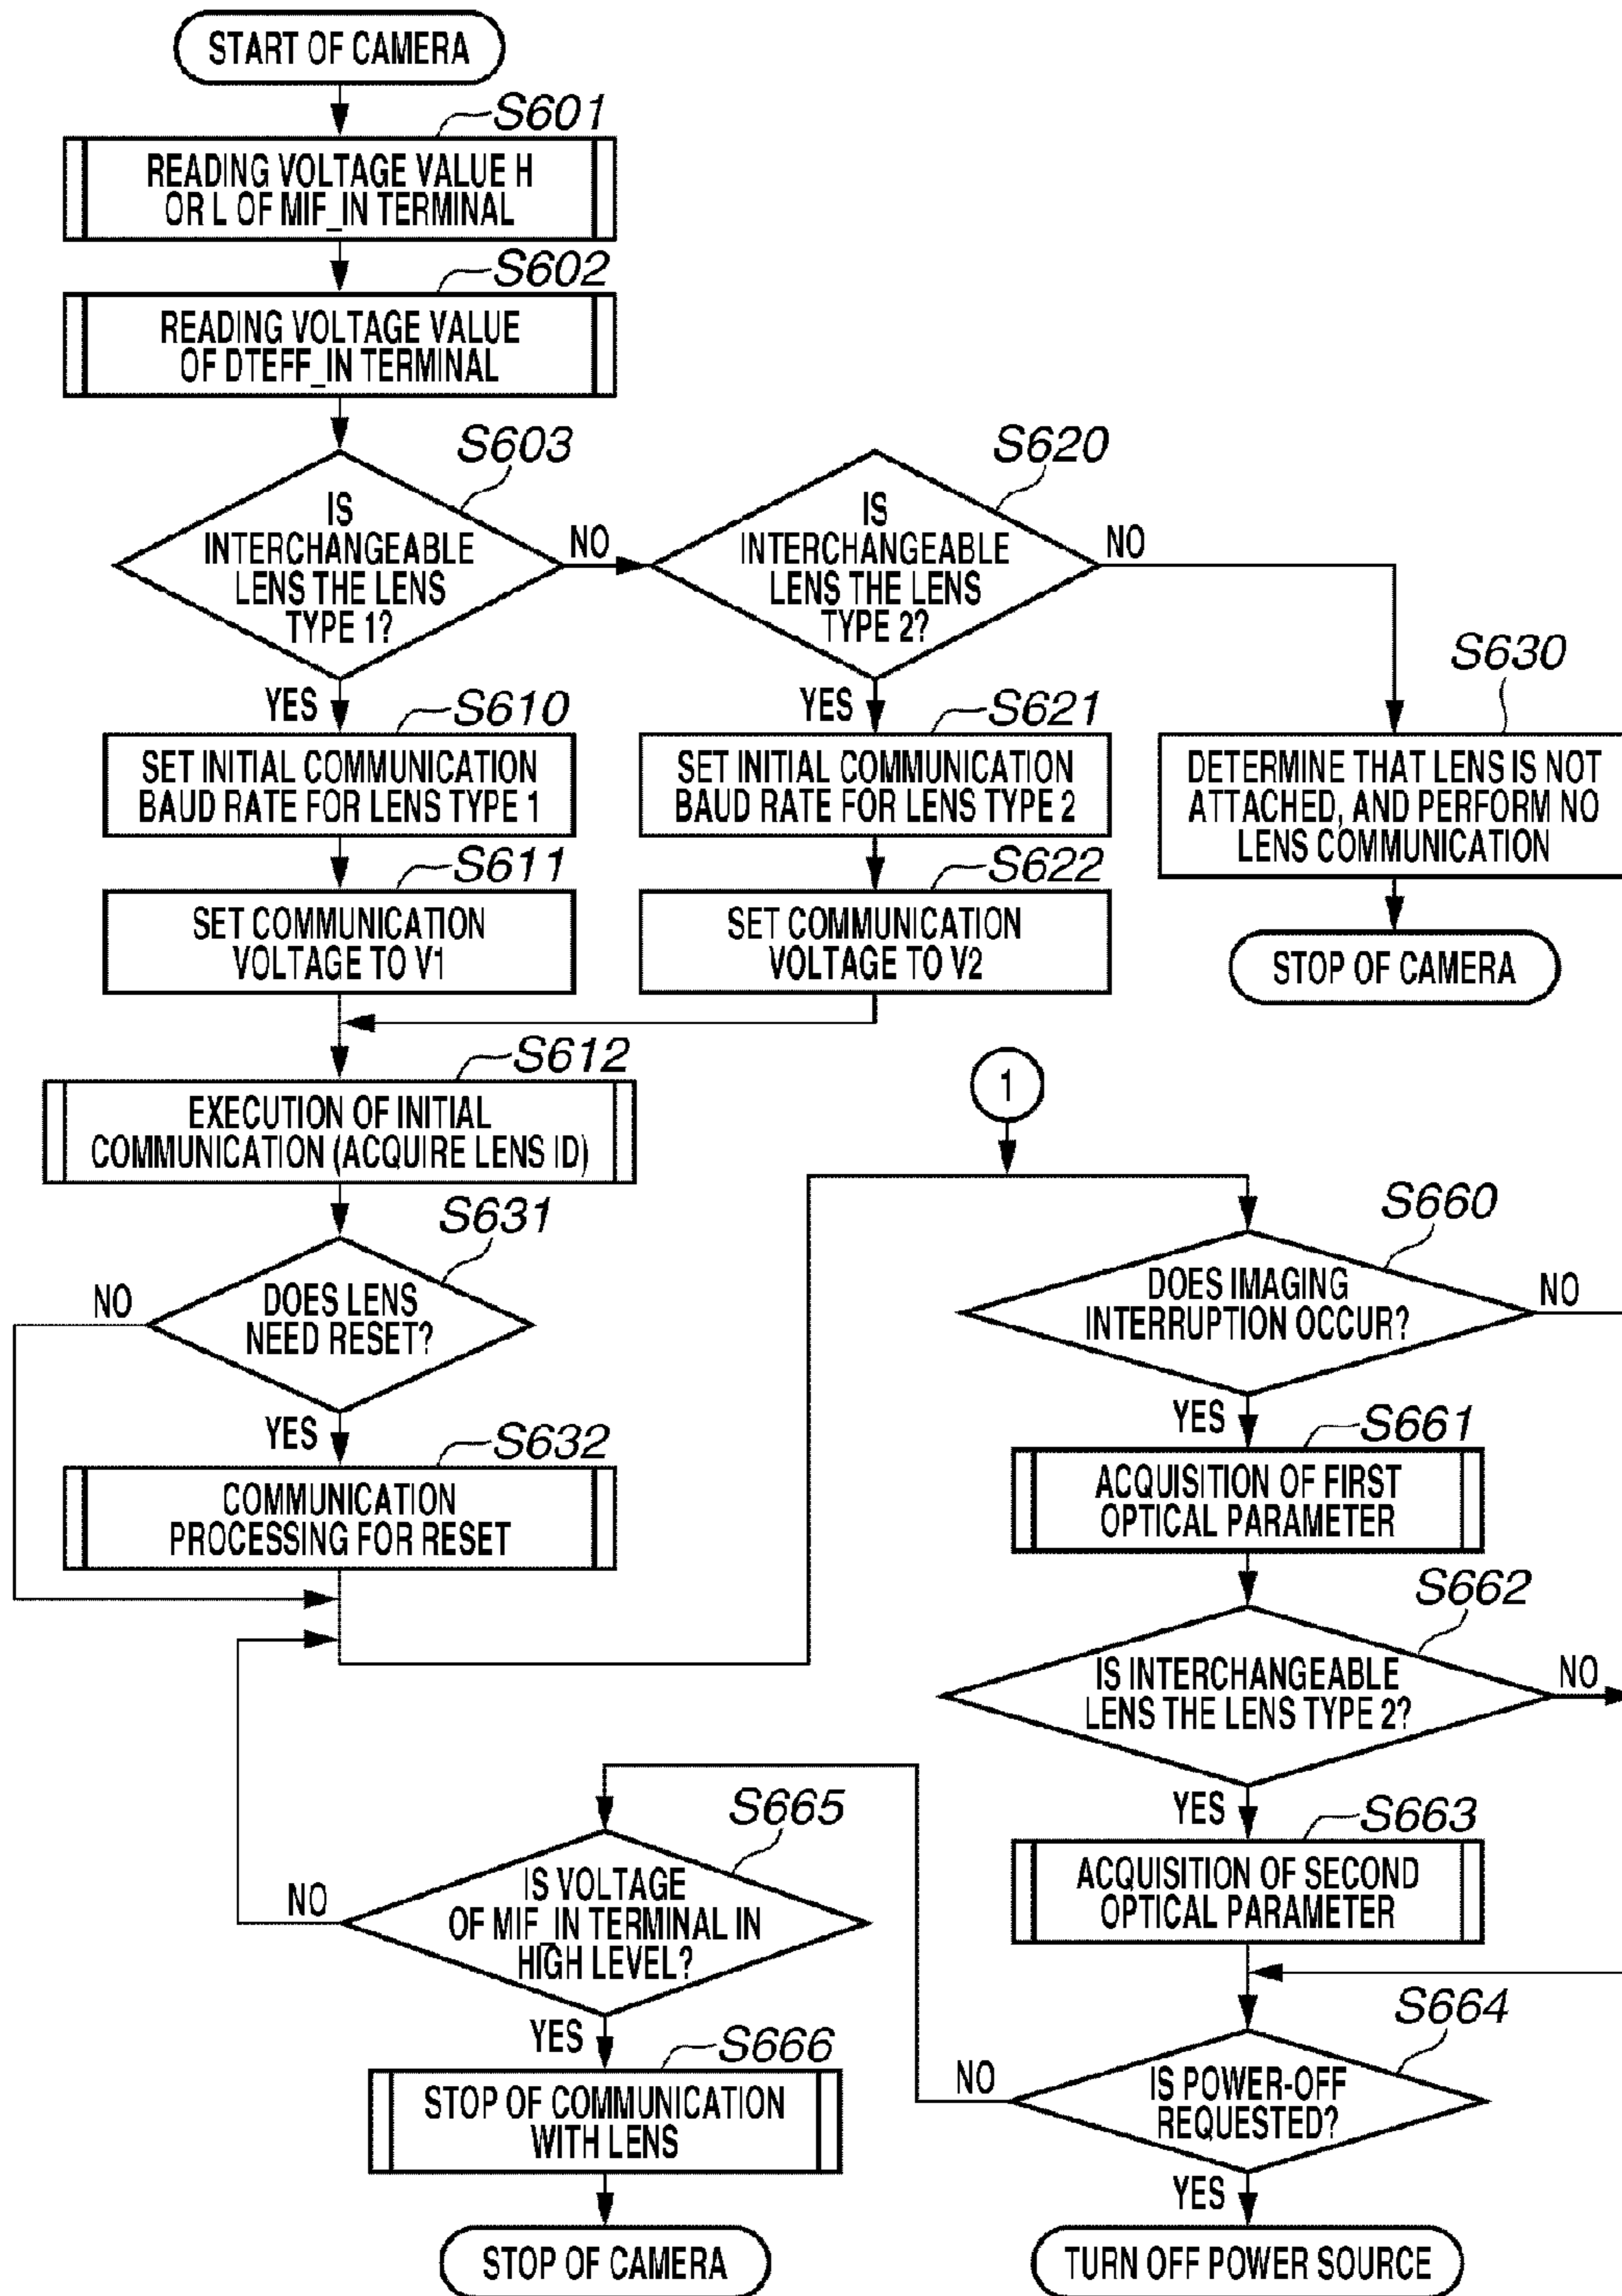 START OF CAMERA
S601
READING VOLTAGE VALUE H
OR L OF MIF_IN TERMINAL
S602
READING VOLTAGE VALUE
OF DTEFF_IN TERMINAL
S603
IS
INTERCHANGEABLE
LENS THE LENS
TYPE 1?
NO
YES
S620
IS
INTERCHANGEABLE
LENS THE LENS
TYPE 2?
NO
YES
S610
SET INITIAL COMMUNICATION
BAUD RATE FOR LENS TYPE 1
S621
SET INITIAL COMMUNICATION
BAUD RATE FOR LENS TYPE 2
S630
DETERMINE THAT LENS IS NOT
ATTACHED, AND PERFORM NO
LENS COMMUNICATION
S611
SET COMMUNICATION
VOLTAGE TO V1
S622
SET COMMUNICATION
VOLTAGE TO V2
STOP OF CAMERA
S612
EXECUTION OF INITIAL
COMMUNICATION (ACQUIRE LENS ID)
S631
DOES LENS
NEED RESET?
NO
YES
S632
COMMUNICATION
PROCESSING FOR RESET
1
S660
DOES IMAGING
INTERRUPTION OCCUR?
NO
YES
S661
ACQUISITION OF FIRST
OPTICAL PARAMETER
S662
IS INTERCHANGEABLE
LENS THE LENS TYPE 2?
NO
YES
S663
ACQUISITION OF SECOND
OPTICAL PARAMETER
S664
IS POWER-OFF
REQUESTED?
NO
YES
TURN OFF POWER SOURCE
S665
IS VOLTAGE
OF MIF_IN TERMINAL IN
HIGH LEVEL?
NO
YES
S666
STOP OF COMMUNICATION
WITH LENS
STOP OF CAMERA